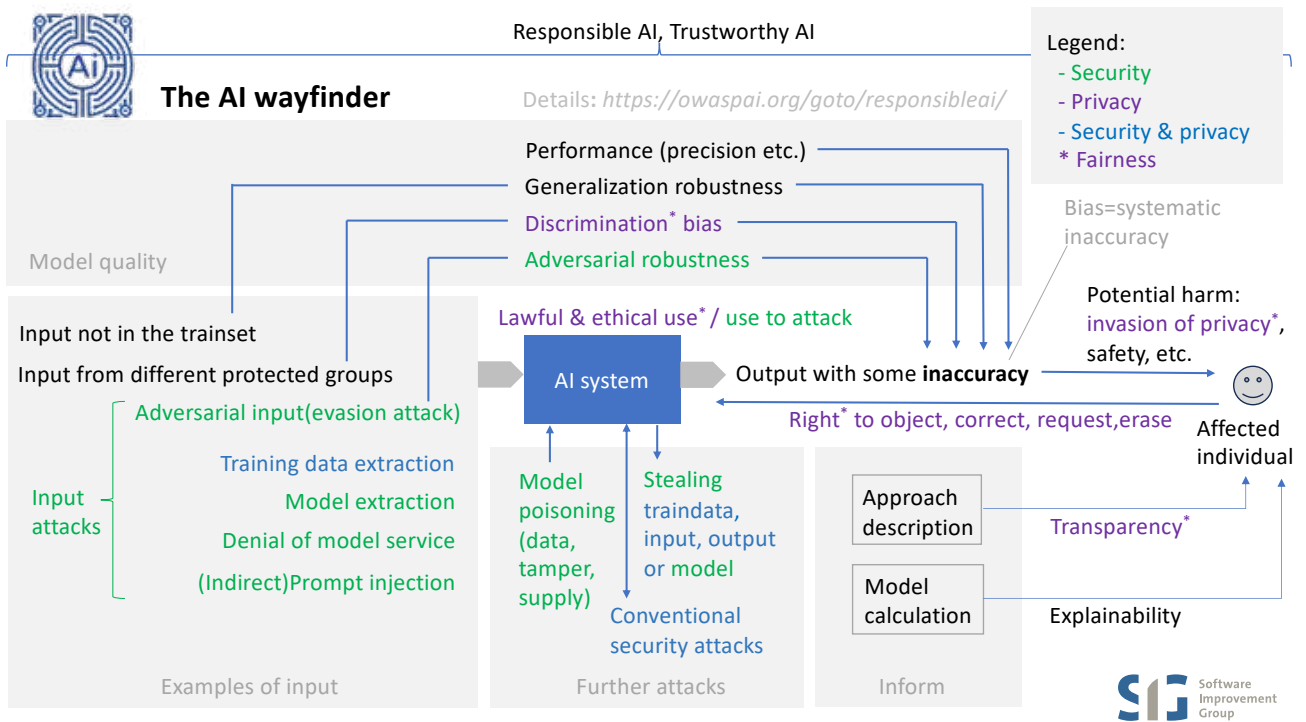 Responsible AI, Trustworthy AI
Ai
The AI wayfinder
Details: https://owaspai.org/goto/responsibleai/
Legend:
- Security
- Privacy
- Security & privacy
* Fairness
Performance (precision etc.)
Generalization robustness
Discrimination* bias
Adversarial robustness
Model quality
Bias=systematic
inaccuracy
Input not in the trainset
Input from different protected groups
Adversarial input(evasion attack)
Training data extraction
Model extraction
Denial of model service
(Indirect)Prompt injection
Input
attacks
Examples of input
Lawful & ethical use* / use to attack
AI system
Output with some inaccuracy
Potential harm:
invasion of privacy*,
safety, etc.
Right* to object, correct, request,erase
Affected
individual
Model
poisoning
(data,
tamper,
supply)
Stealing
traindata,
input, output
or model
Conventional
security attacks
Further attacks
Approach
description
Model
calculation
Inform
Transparency*
Explainability
SIG
Software
Improvement
Group